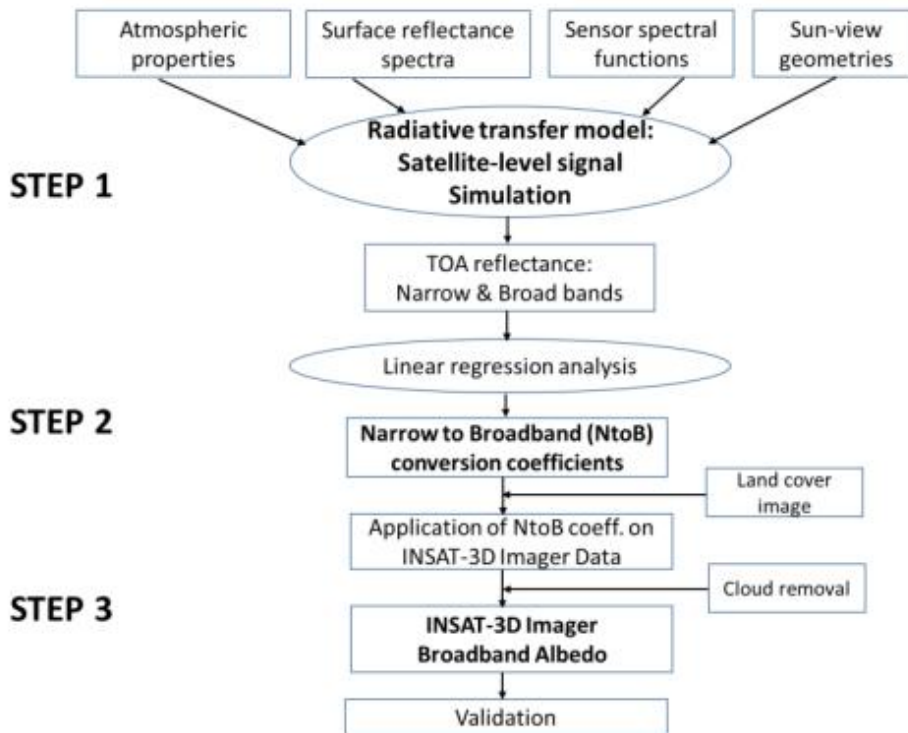 Atmospheric
properties
Surface reflectance
spectra
Sensor spectral
functions
Sun-view
geometries
STEP 1
Radiative transfer model:
Satellite-level signal
Simulation
TOA reflectance:
Narrow & Broad bands
Linear regression analysis
STEP 2
Narrow to Broadband (NtoB)
conversion coefficients
Land cover
image
Application of NtoB coeff. on
INSAT-3D Imager Data
Cloud removal
STEP 3
INSAT-3D Imager
Broadband Albedo
Validation